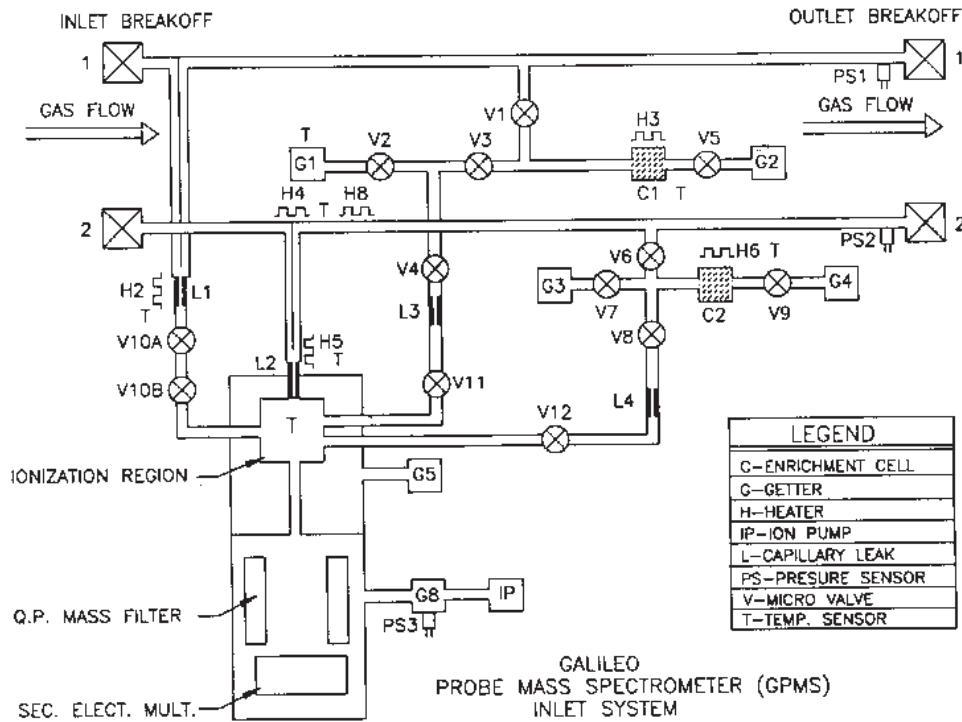 INLET BREAKOFF
OUTLET BREAKOFF
1
1
PS1
GAS FLOW
GAS FLOW
V1
H3
T
V2
V3
V5
G1
G2
C1 T
H4
T
H8
2
2
PS2
V6
H6 T
H2
T
L1
V4
G3
G4
L3
V7
C2
V9
V8
V10A
H5
T
L2
V10B
V11
L4
T
V12
IONIZATION REGION
G5
LEGEND
C-ENRICHMENT CELL
G-GETTER
H-HEATER
IP-ION PUMP
L-CAPILLARY LEAK
PS-PRESURE SENSOR
V-MICRO VALVE
T-TEMP. SENSOR
Q.P. MASS FILTER
G8
IP
PS3
SEC. ELECT. MULT.
GALILEO
PROBE MASS SPECTROMETER (GPMS)
INLET SYSTEM